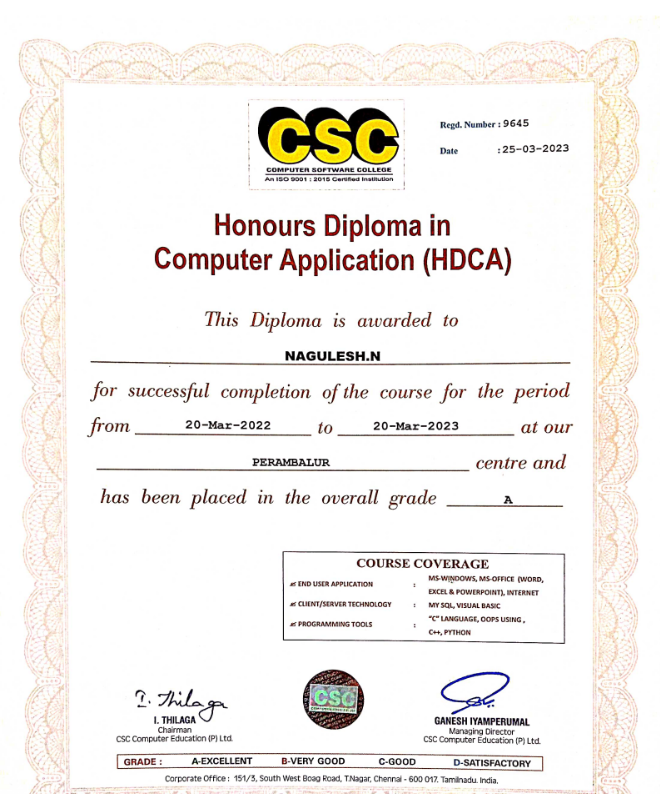 CSC
COMPUTER SOFTWARE COLLEGE
An ISO 9001 : 2015 Certified Institution
Regd. Number : 9645
Date : 25-03-2023
Honours Diploma in
Computer Application (HDCA)
This Diploma is awarded to
NAGULESH.N
for successful completion of the course for the period
from 20-Mar-2022 to 20-Mar-2023 at our
PERAMBALUR centre and
has been placed in the overall grade A
COURSE COVERAGE
END USER APPLICATION : MS-WINDOWS, MS-OFFICE (WORD,
EXCEL & POWERPOINT), INTERNET
CLIENT/SERVER TECHNOLOGY : MY SQL, VISUAL BASIC
PROGRAMMING TOOLS : "C" LANGUAGE, OOPS USING ,
C++, PYTHON
I. Thilaga
CSC
I. THILAGA
Chairman
CSC Computer Education (P) Ltd.
GANESH IYAMPERUMAL
Managing Director
CSC Computer Education (P) Ltd.
GRADE : A-EXCELLENT B-VERY GOOD C-GOOD D-SATISFACTORY
Corporate Office : 151/3, South West Boag Road, T.Nagar, Chennai - 600 017. Tamilnadu. India.